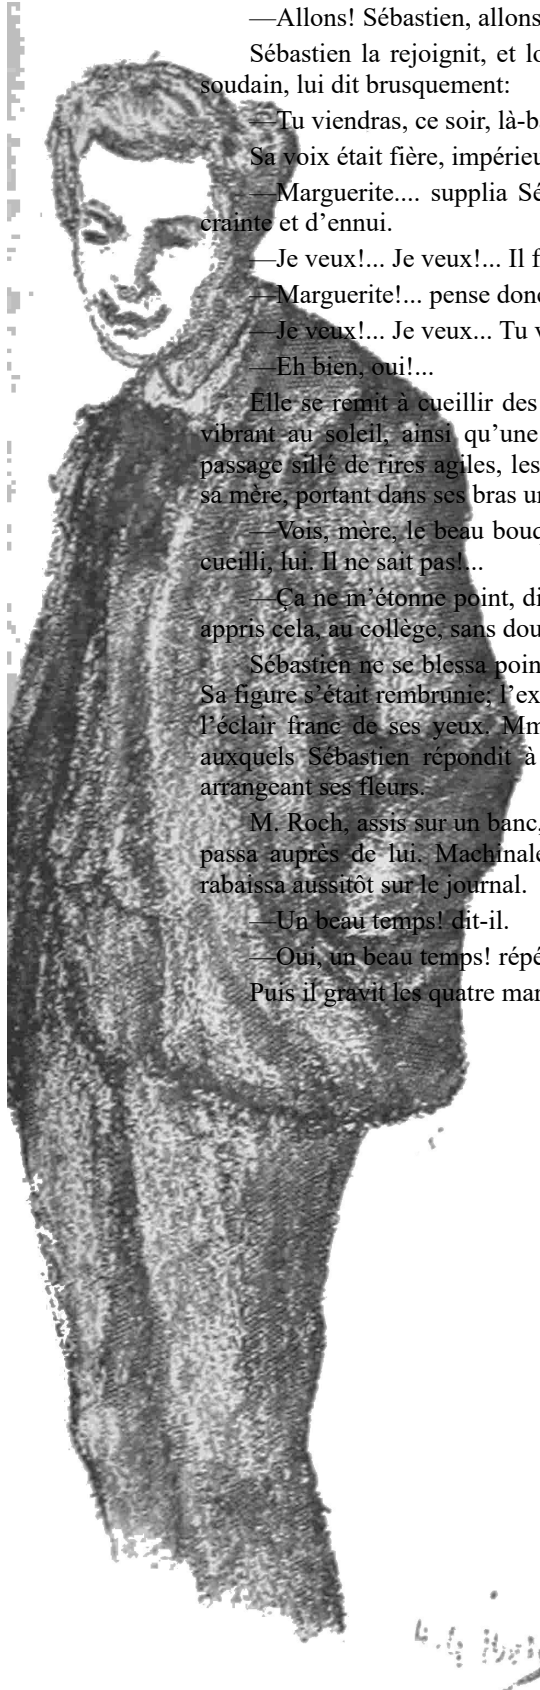 —Allons! Sébastien, allons
Sébastien la rejoignit, et lo
soudain, lui dit brusquement:
—Tu viendras, ce soir, là-b
Sa voix était fière, impérieu
—Marguerite.... supplia Sé
crainte et d’ennui.
—Je veux!... Je veux!... Il f
—Marguerite!... pense donc
—Je veux!... Je veux... Tu v
—Eh bien, oui!...
Elle se remit à cueillir des
vibrant au soleil, ainsi qu’une
passage sillé de rires agiles, les
sa mère, portant dans ses bras un
—Vois, mère, le beau bouq
cueilli, lui. Il ne sait pas!...
—Ça ne m’étonne point, di
appris cela, au collège, sans dou
Sébastien ne se blessa poin
Sa figure s’était rembrunie; l’ex
l’éclair franc de ses yeux. Mm
auxquels Sébastien répondit à
arrangeant ses fleurs.
M. Roch, assis sur un banc,
passa auprès de lui. Machinale
rabaissa aussitôt sur le journal.
—Un beau temps! dit-il.
—Oui, un beau temps! répé
Puis il gravit les quatre mar